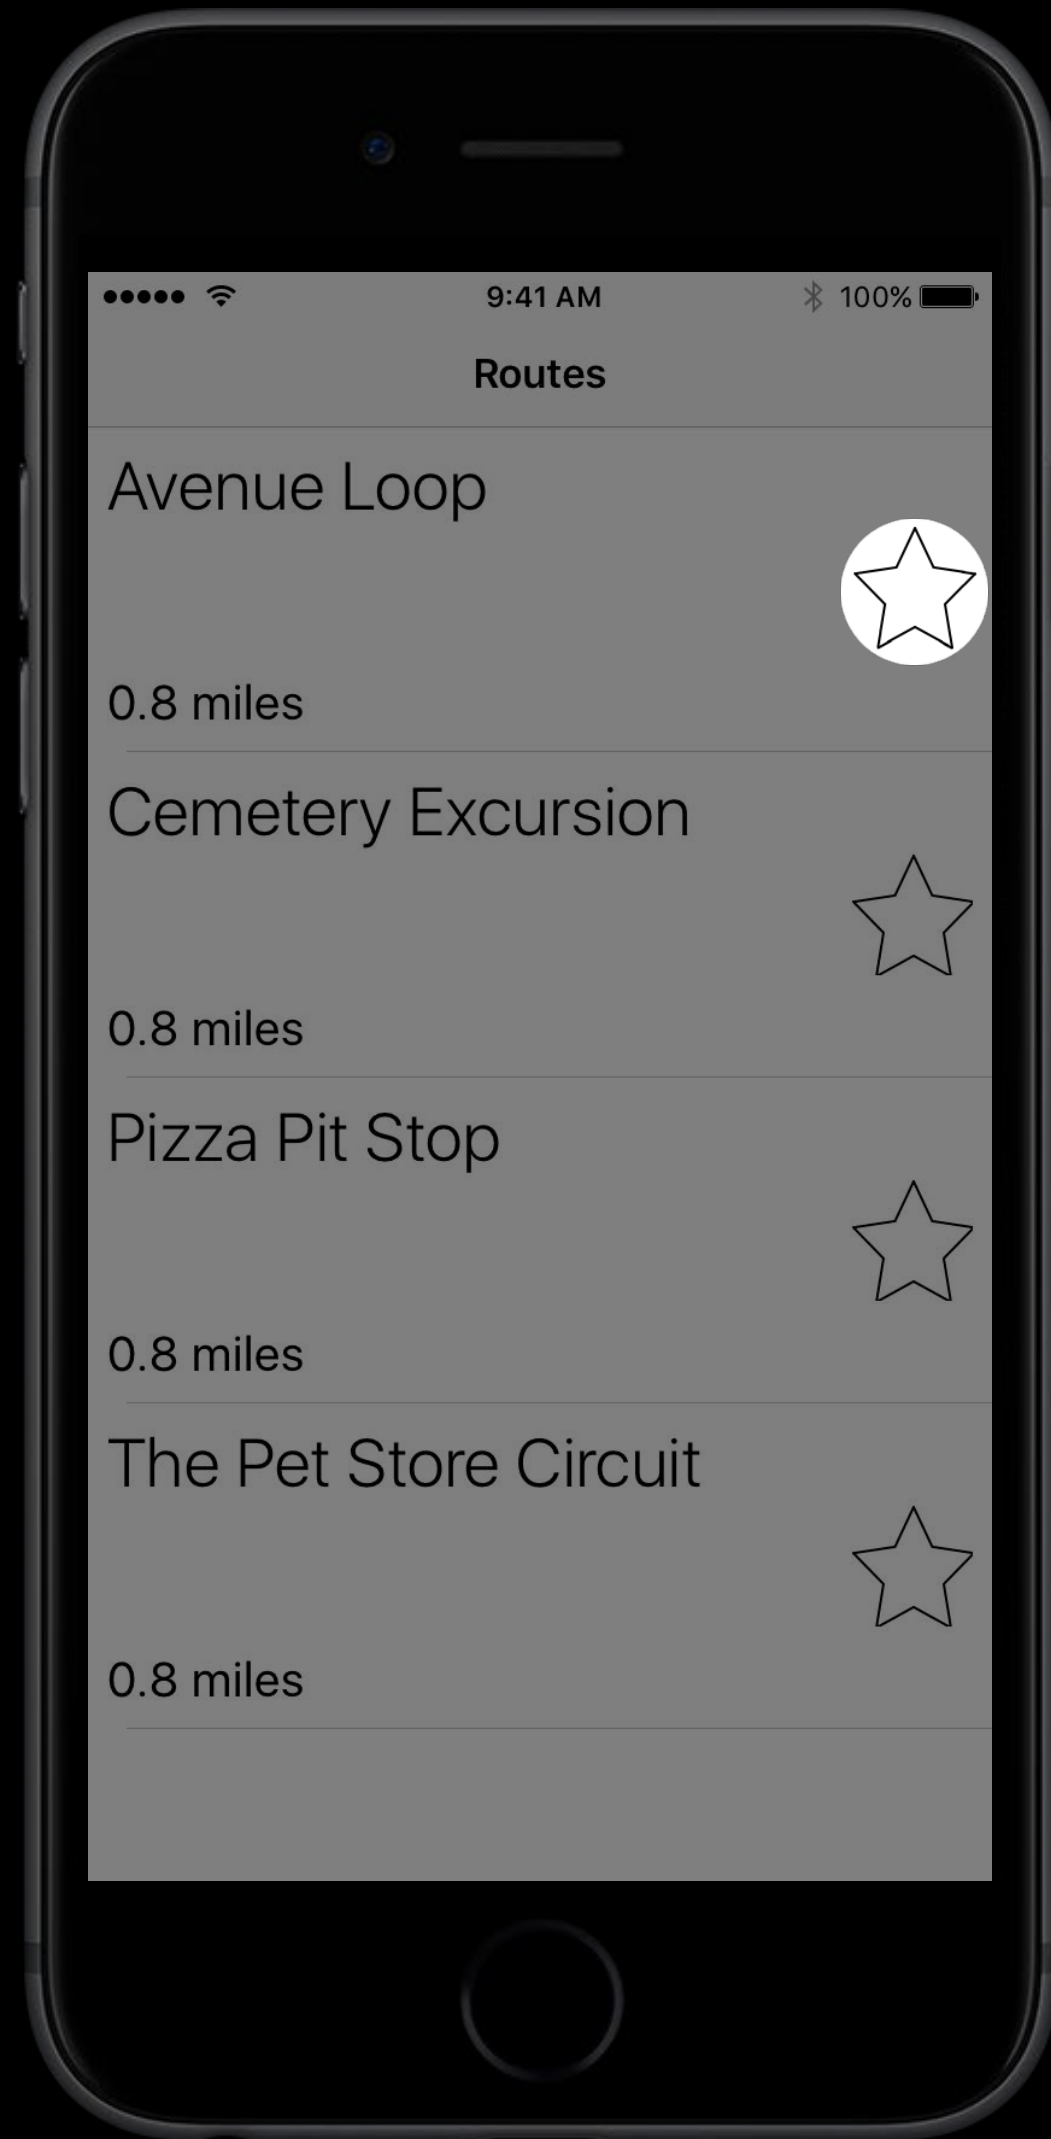 9:41 AM 100%
Routes
Avenue Loop
0.8 miles
Cemetery Excursion
0.8 miles
Pizza Pit Stop
0.8 miles
The Pet Store Circuit
0.8 miles